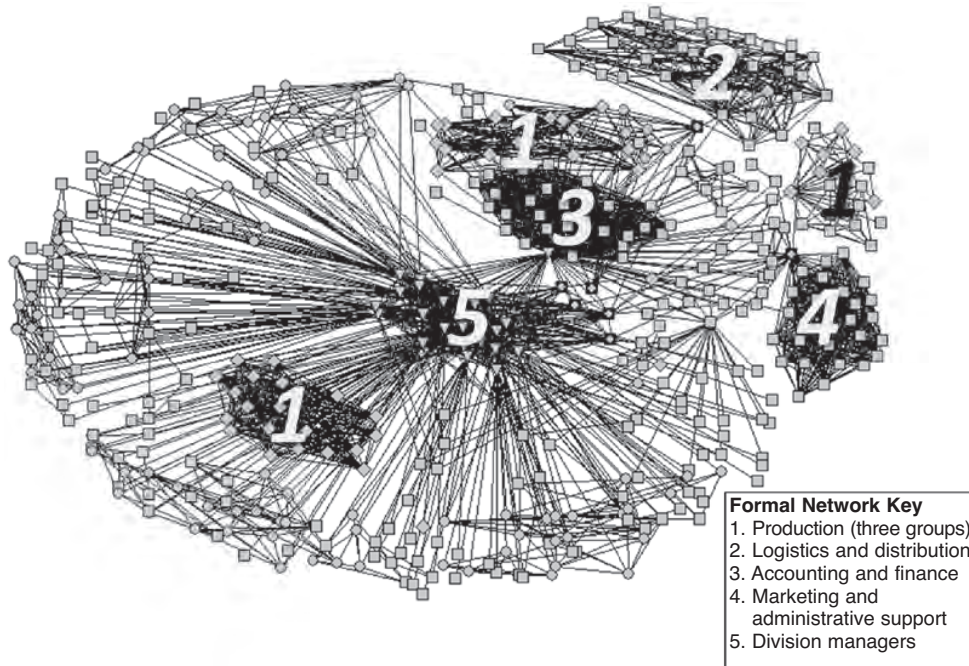 2
1
1
3
5
4
1
Formal Network Key
1. Production (three groups)
2. Logistics and distribution
3. Accounting and finance
4. Marketing and
administrative support
5. Division managers